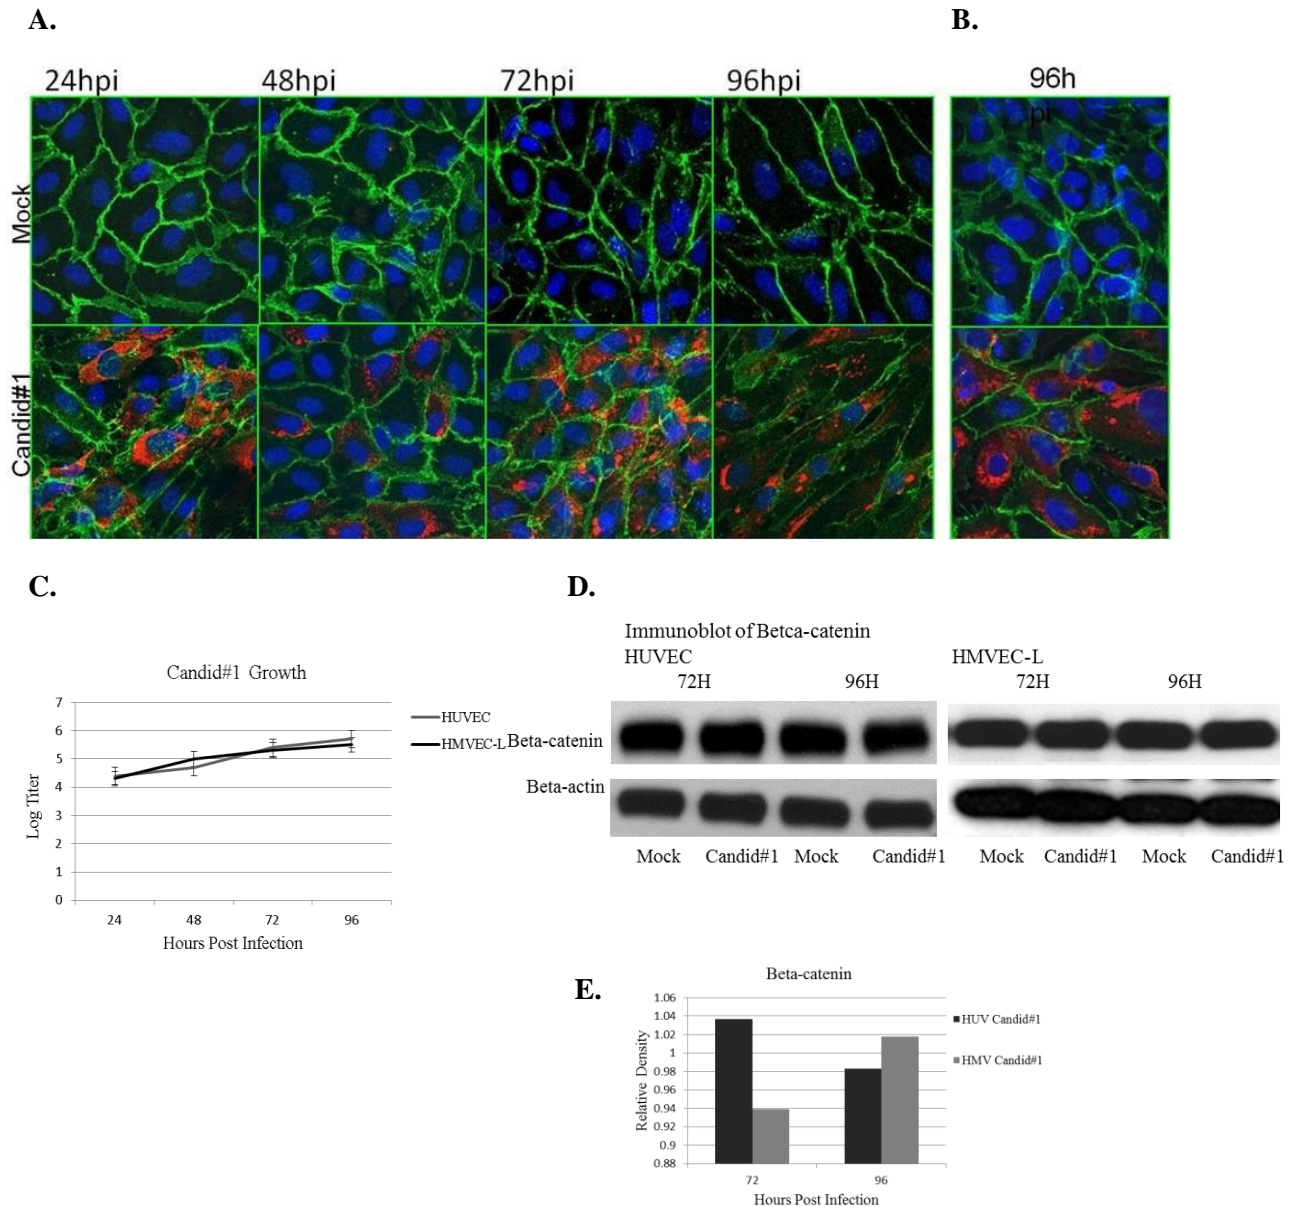 A.
B.
24hpi 48hpi 72hpi 96hpi
96h
pi
Mock
Candid#1
C.
D.
Immunoblot of Betca-catenin
HUVEC
HMVEC-L
72H 96H 72H 96H
Beta-catenin
Beta-actin
Mock Candid#1 Mock Candid#1 Mock Candid#1 Mock Candid#1
Candid#1 Growth
7
6
5
4
3
2
1
0
Log Titer
24 48 72 96
Hours Post Infection
HUVEC
HMVEC-L
E.
Beta-catenin
1.06
1.04
1.02
1
0.98
0.96
0.94
0.92
0.9
0.88
Relative Density
72 96
Hours Post Infection
HUV Candid#1
HMV Candid#1